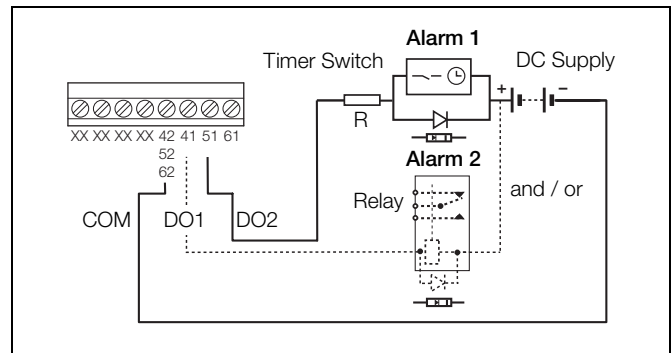 Alarm 1
Timer Switch
DC Supply
+
−
R
XX XX XX XX 42 41 51 61
52
62
Alarm 2
Relay
and / or
COM
DO1
DO2